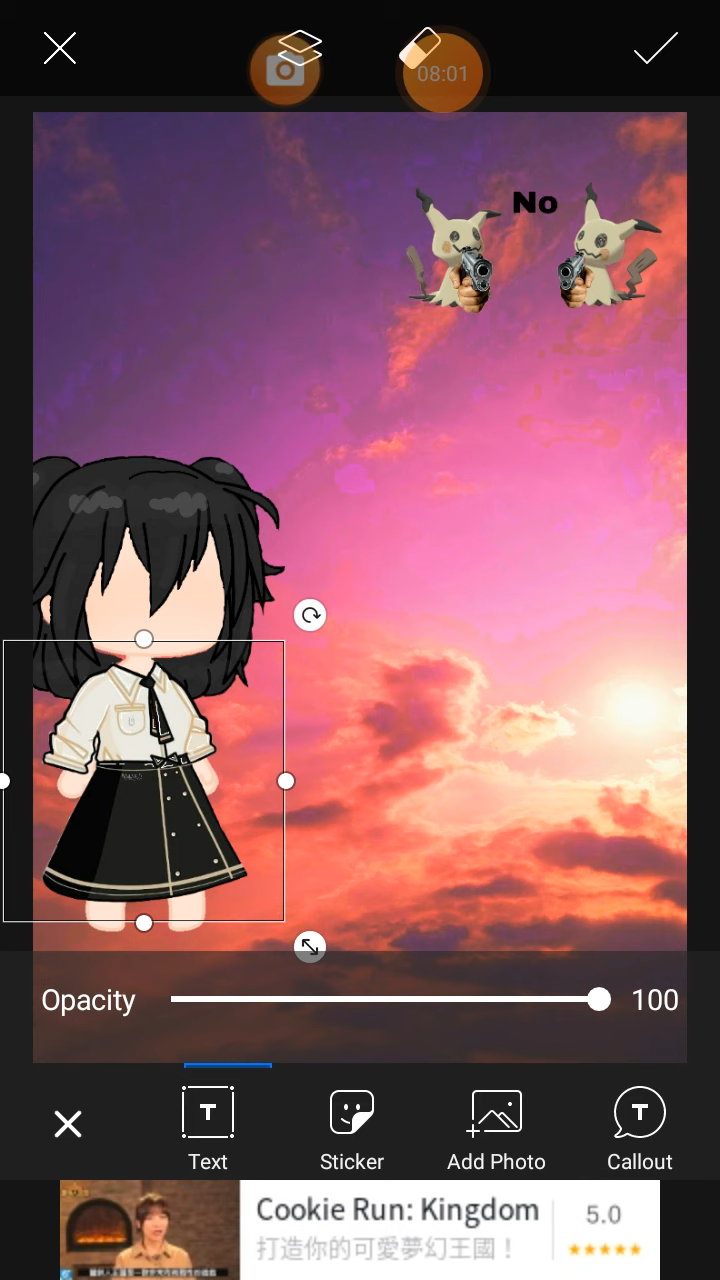 08:01
No
Opacity
100
T
T
Text
Sticker
Add Photo
Callout
Cookie Run: Kingdom
5.0
打造你的可愛夢幻王國！